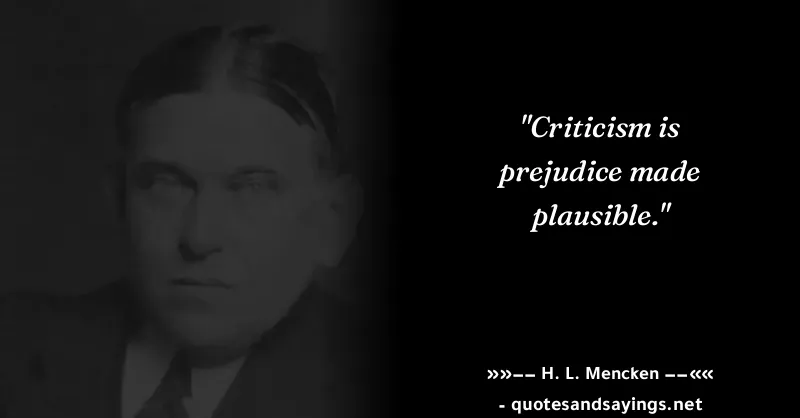 "Criticism is
prejudice made
plausible."
»»−− H. L. Mencken −−««
- quotesandsayings.net